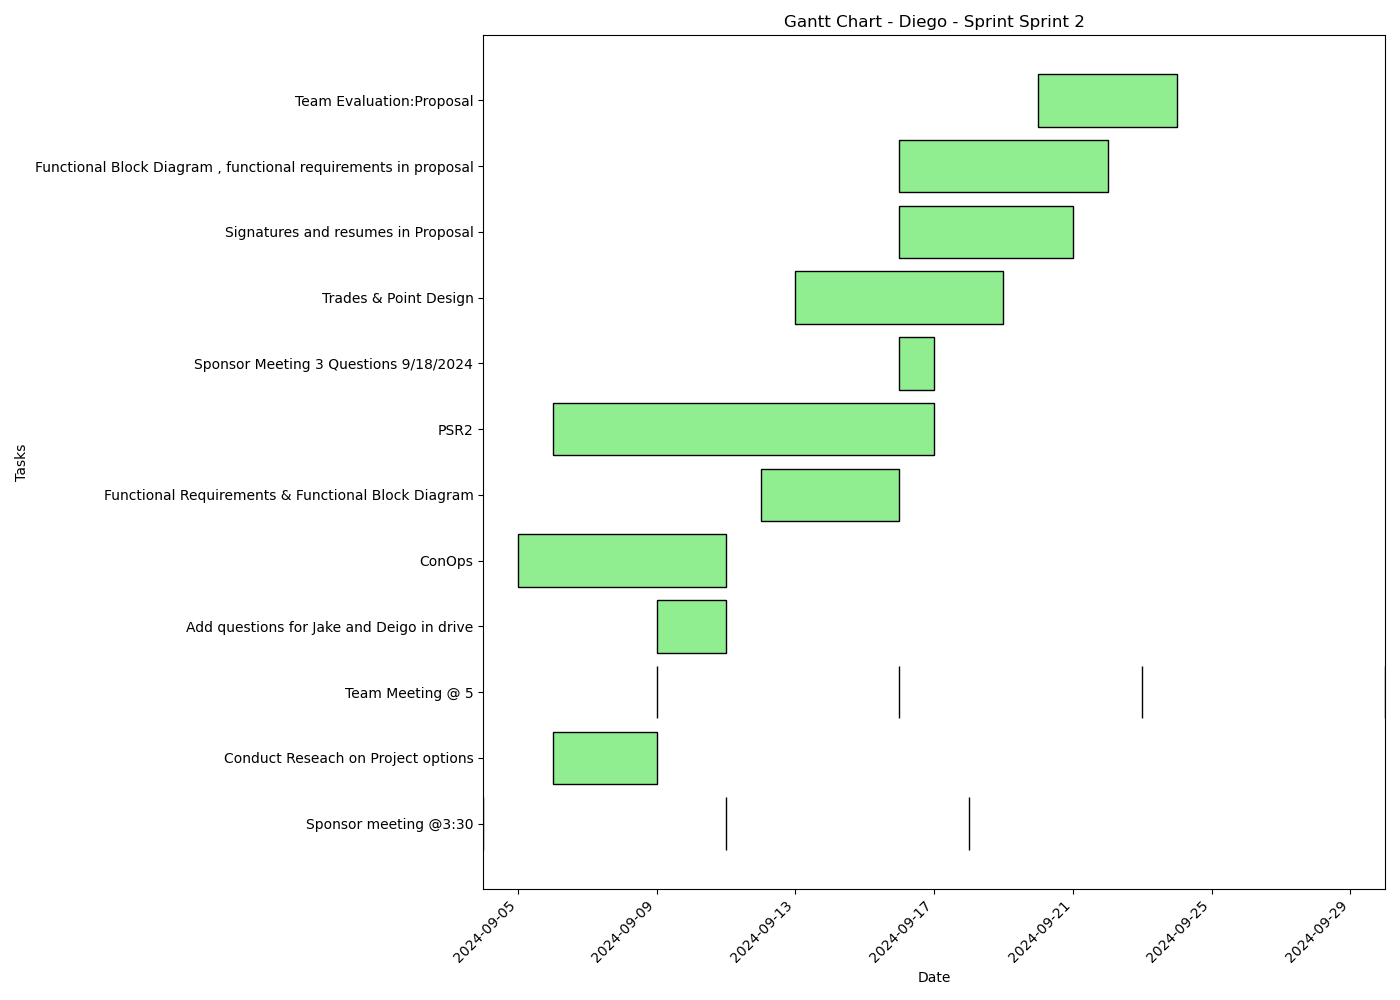 Gantt Chart - Diego - Sprint Sprint 2
Team Evaluation:Proposal
Functional Block Diagram , functional requirements in proposal
Signatures and resumes in Proposal
Trades & Point Design
Sponsor Meeting 3 Questions 9/18/2024
PSR2
Functional Requirements & Functional Block Diagram
ConOps
Add questions for Jake and Deigo in drive
Team Meeting @ 5
Conduct Reseach on Project options
Sponsor meeting @3:30
Tasks
2024-09-05
2024-09-09
2024-09-13
2024-09-17
2024-09-21
2024-09-25
2024-09-29
Date